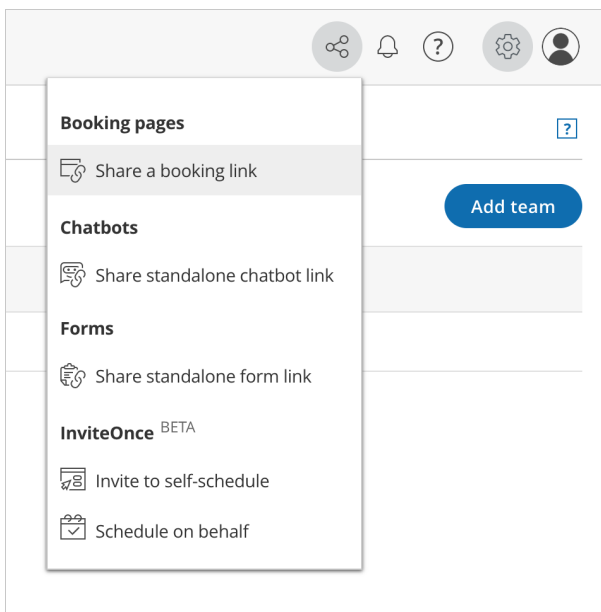 ?
Booking pages
?
Share a booking link
Add team
Chatbots
Share standalone chatbot link
Forms
Share standalone form link
InviteOnce BETA
Invite to self-schedule
Schedule on behalf